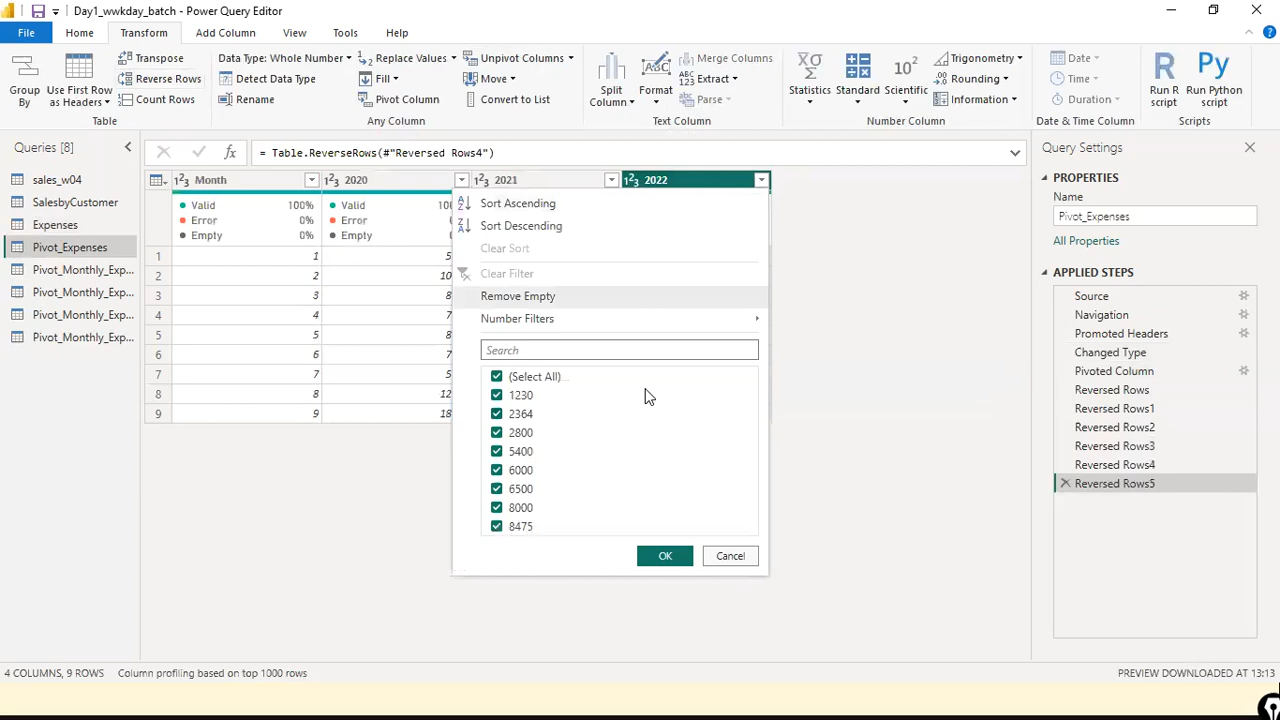 Day1_wwkday_batch - Power Query Editor
File Home Transform Add Column View Tools Help
Group By
Use First Row as Headers
Transpose
Reverse Rows
Count Rows
Table
Data Type: Whole Number
Detect Data Type
Rename
Replace Values
Fill
Pivot Column
Unpivot Columns
Move
Convert to List
Any Column
Split Column
Format
Merge Columns
Extract
Parse
Text Column
Statistics
Standard
Scientific
Trigonometry
Rounding
Information
Number Column
Date
Time
Duration
Date & Time Column
Run R script
Run Python script
Scripts
Queries [8]
sales_w04
SalesbyCustomer
Expenses
Pivot_Expenses
Pivot_Monthly_Exp...
Pivot_Monthly_Exp...
Pivot_Monthly_Exp...
Pivot_Monthly_Exp...
= Table.ReverseRows(#"Reversed Rows4")
Month 2020 2021 2022
Valid 100% Valid
Error 0% Error
Empty 0% Empty
1 1
2 2 10
3 3
4 4
5 5
6 6
7 7
8 8 12
9 9 18
Sort Ascending
Sort Descending
Clear Sort
Clear Filter
Remove Empty
Number Filters
Search
(Select All)
1230
2364
2800
5400
6000
6500
8000
8475
OK Cancel
Query Settings
PROPERTIES
Name
Pivot_Expenses
All Properties
APPLIED STEPS
Source
Navigation
Promoted Headers
Changed Type
Pivoted Column
Reversed Rows
Reversed Rows1
Reversed Rows2
Reversed Rows3
Reversed Rows4
Reversed Rows5
4 COLUMNS, 9 ROWS Column profiling based on top 1000 rows
PREVIEW DOWNLOADED AT 13:13